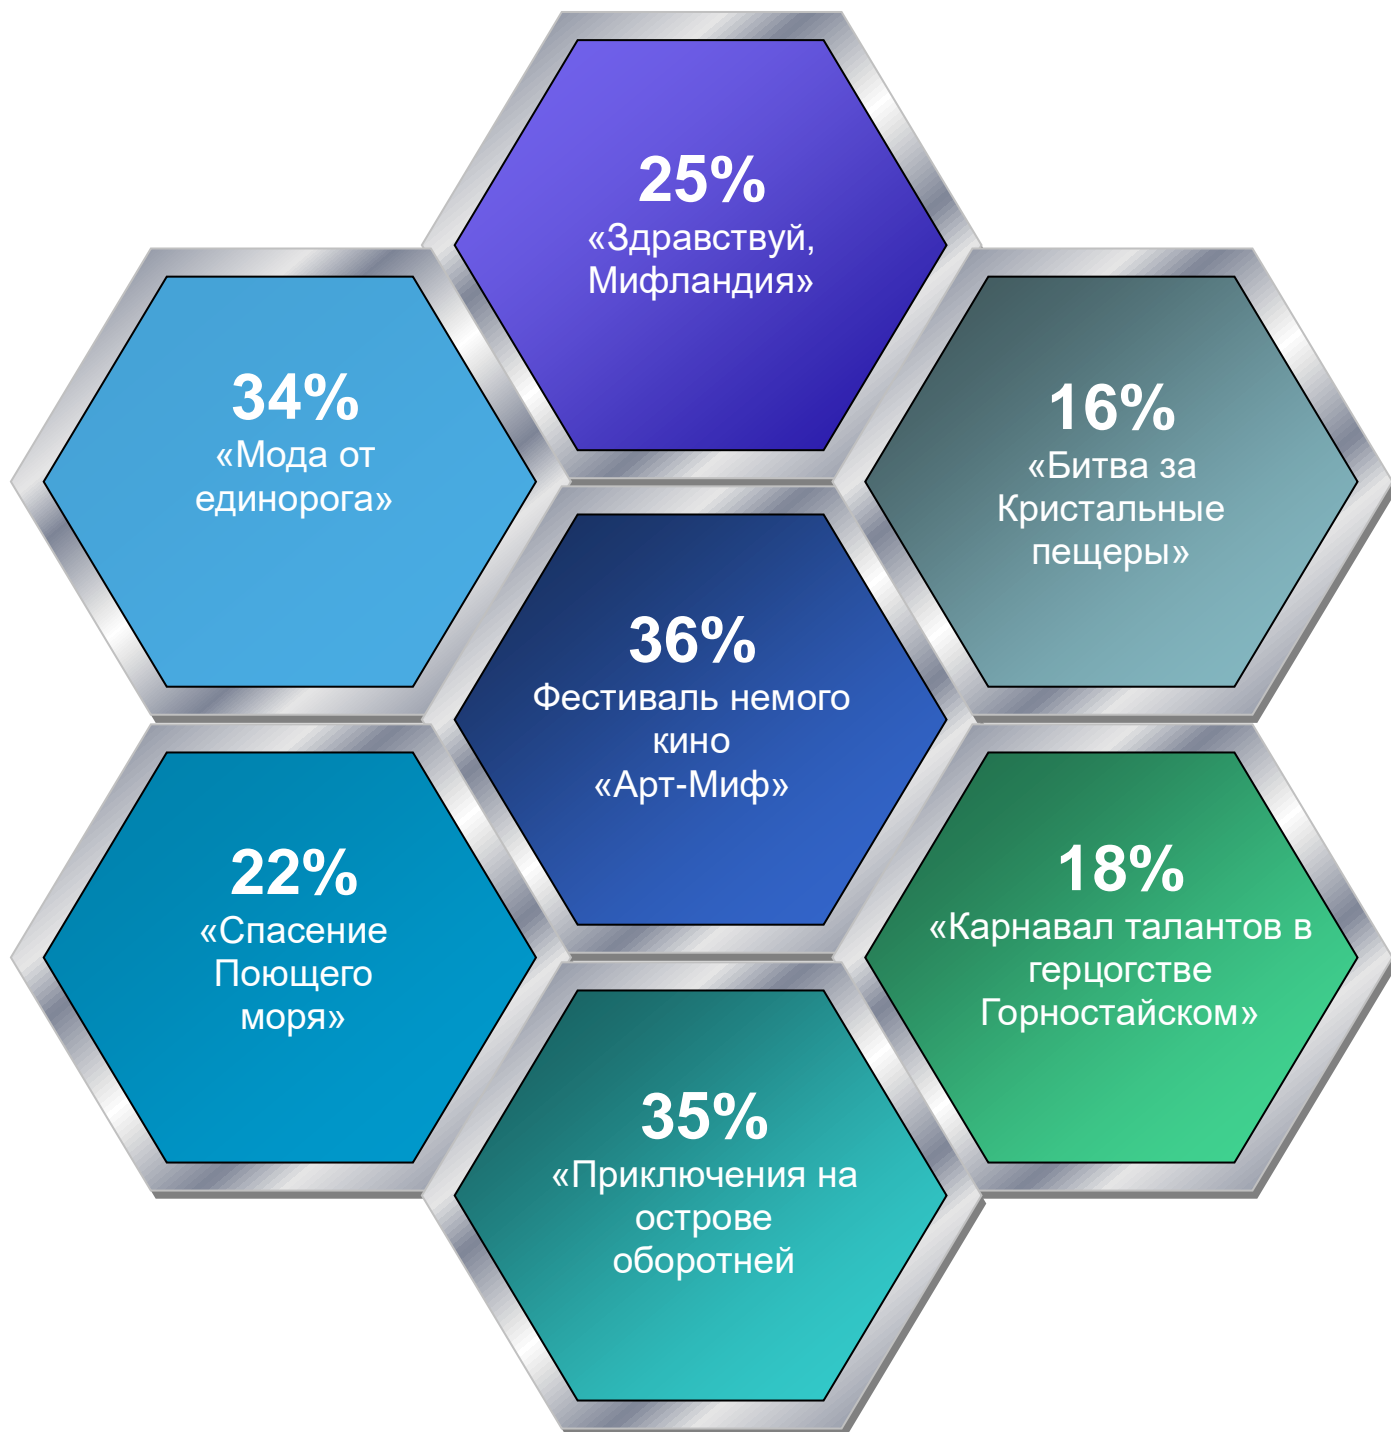 25%
«Здравствуй,
Мифландия»
34%
«Мода от
единорога»
16%
«Битва за
Кристальные
пещеры»
36%
Фестиваль немого
кино
«Арт-Миф»
22%
«Спасение
Поющего
моря»
18%
«Карнавал талантов в
герцогстве
Горностайском»
35%
«Приключения на
острове
оборотней